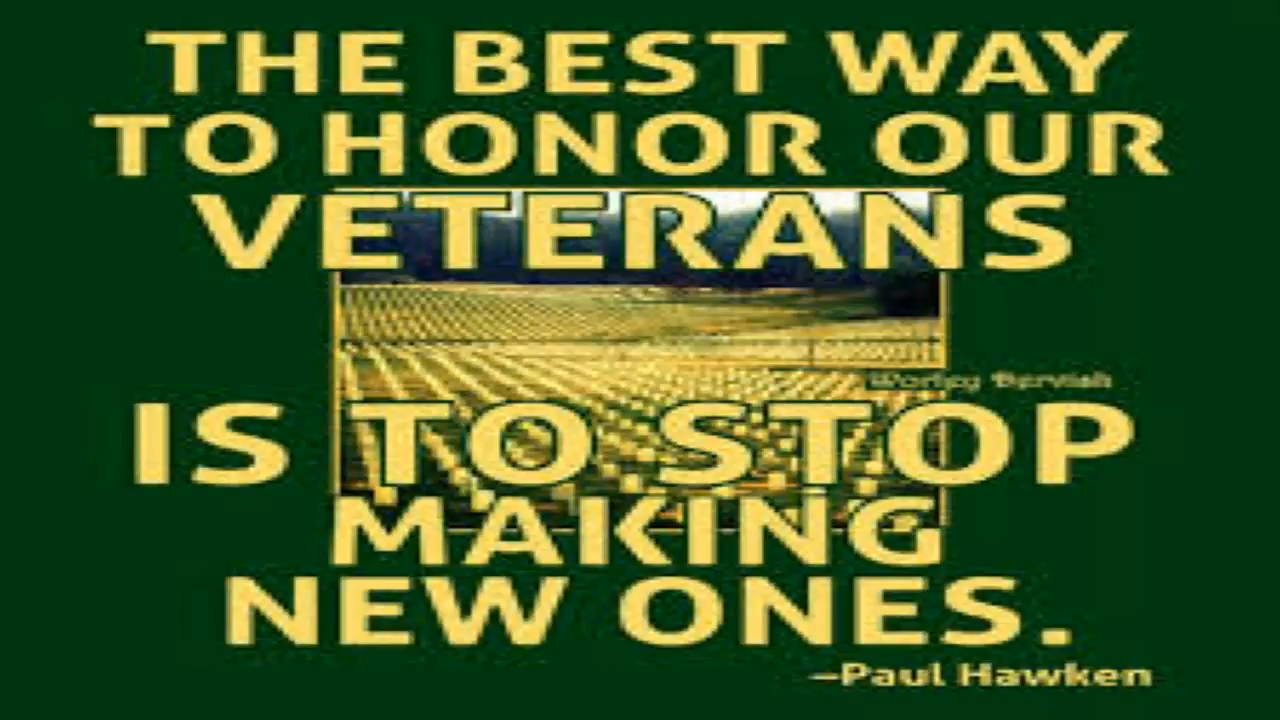 THE BEST WAY
TO HONOR OUR
VETERANS
IS TO STOP
MAKING
NEW ONES.
–Paul Hawken